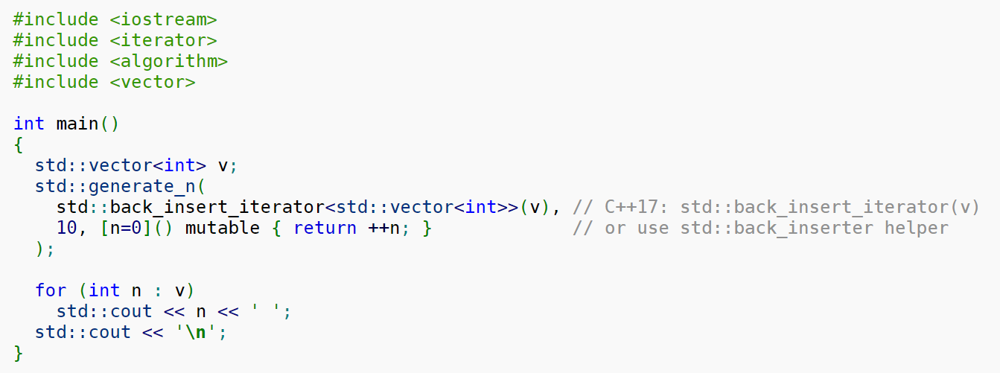 #include <iostream>
#include <iterator>
#include <algorithm>
#include <vector>

int main()
{
  std::vector<int> v;
  std::generate_n(
    std::back_insert_iterator<std::vector<int>>(v), // C++17: std::back_insert_iterator(v)
    10, [n=0]() mutable { return ++n; }             // or use std::back_inserter helper
  );

  for (int n : v)
    std::cout << n << ' ';
  std::cout << '\n';
}